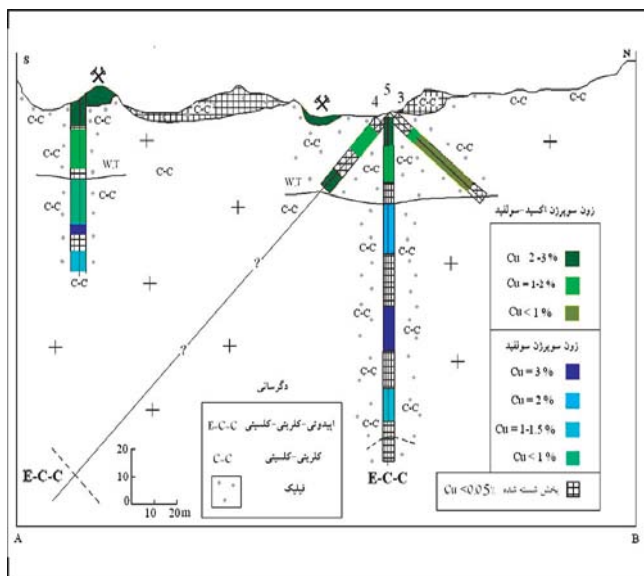 S
N
4
5
3
C-C
C-C
C-C
C-C
C-C
C-C
C-C
C-C
C-C
C-C
C-C
C-C
C-C
W.T
C-C
C-C
W.T
C-C
C-C
C-C
C-C
C-C
C-C
C-C
C-C
C-C
C-C
C-C
C-C
?
?
زون سوپرژن اکسید-سولفید
Cu 2-3 %
Cu = 1-2 %
Cu < 1 %
زون سوپرژن سولفید
Cu = 3 %
Cu = 2 %
Cu = 1-1.5 %
Cu < 1 %
Cu <0.05% بخش شسته شده
دگرسانی
E-C-C اپیدوتی-کلریتی-کلسیتی
C-C کلریتی-کلسیتی
فیلیک
20
10
0
10 20m
E-C-C
E-C-C
A
B